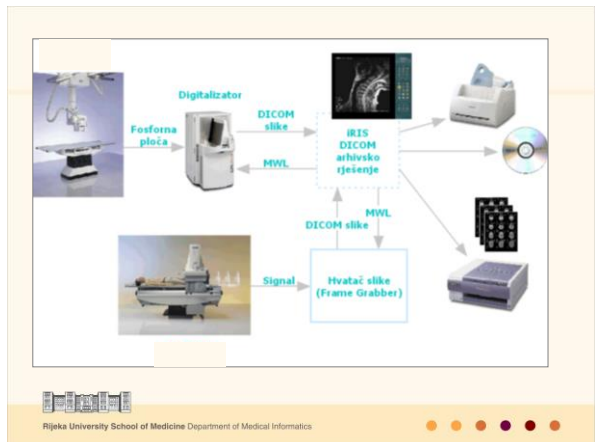 Digitalizator
Fosforna
ploča
DICOM
slike
MWL
iRIS
DICOM
arhivsko
rješenje
MWL
DICOM slike
Signal
Hvatač slike
(Frame Grabber)
Rijeka University School of Medicine Department of Medical Informatics